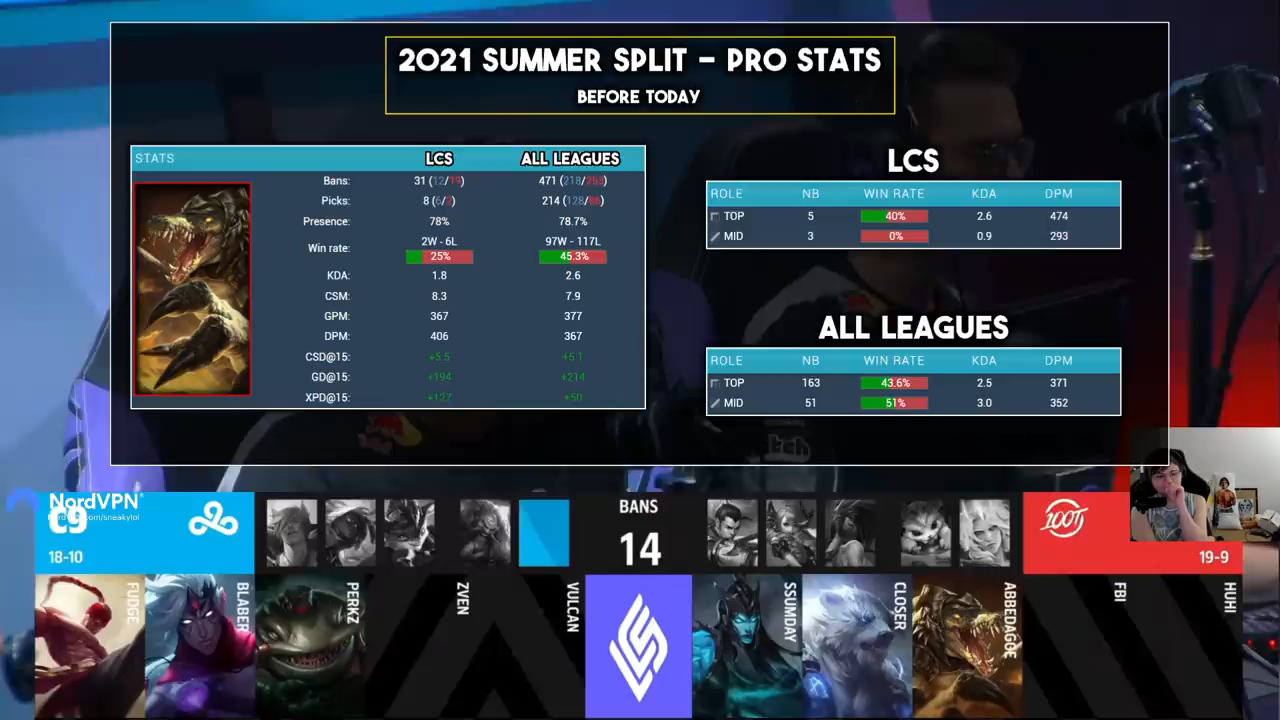 2021 SUMMER SPLIT - PRO STATS
BEFORE TODAY
STATS LCS ALL LEAGUES
Bans: 31 (12/19) 471 (218/253)
Picks: 8 (6/2) 214 (128/86)
Presence: 78% 78.7%
Win rate: 2W - 6L 97W - 117L
25% 45.3%
KDA: 1.8 2.6
CSM: 8.3 7.9
GPM: 367 377
DPM: 406 367
CSD@15: +5.5 +5.1
GD@15: +194 +214
XPD@15: +127 +50
LCS
ROLE NB WIN RATE KDA DPM
TOP 5 40% 2.6 474
MID 3 0% 0.9 293
ALL LEAGUES
ROLE NB WIN RATE KDA DPM
TOP 163 43.6% 2.5 371
MID 51 51% 3.0 352
NordVPN
C9
18-10
BANS
14
100T
19-9
FUDGE
BLABER
PERKZ
ZVEN
VULCAN
SSUMDAY
CLOSER
ABBEDAGGE
FBI
HUHI